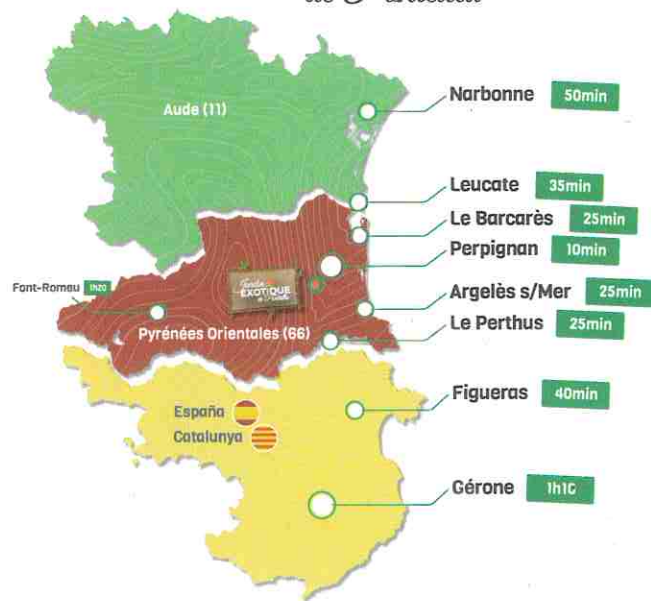 Aude (11)
Narbonne 50min
Leucate 35min
Le Barcarès 25min
Perpignan 10min
Font-Romeu 1h20
EXOTIQUE
Argelès s/Mer 25min
Pyrénées Orientales (66)
Le Perthus 25min
Figueras 40min
España
Catalunya
Gérone 1h10